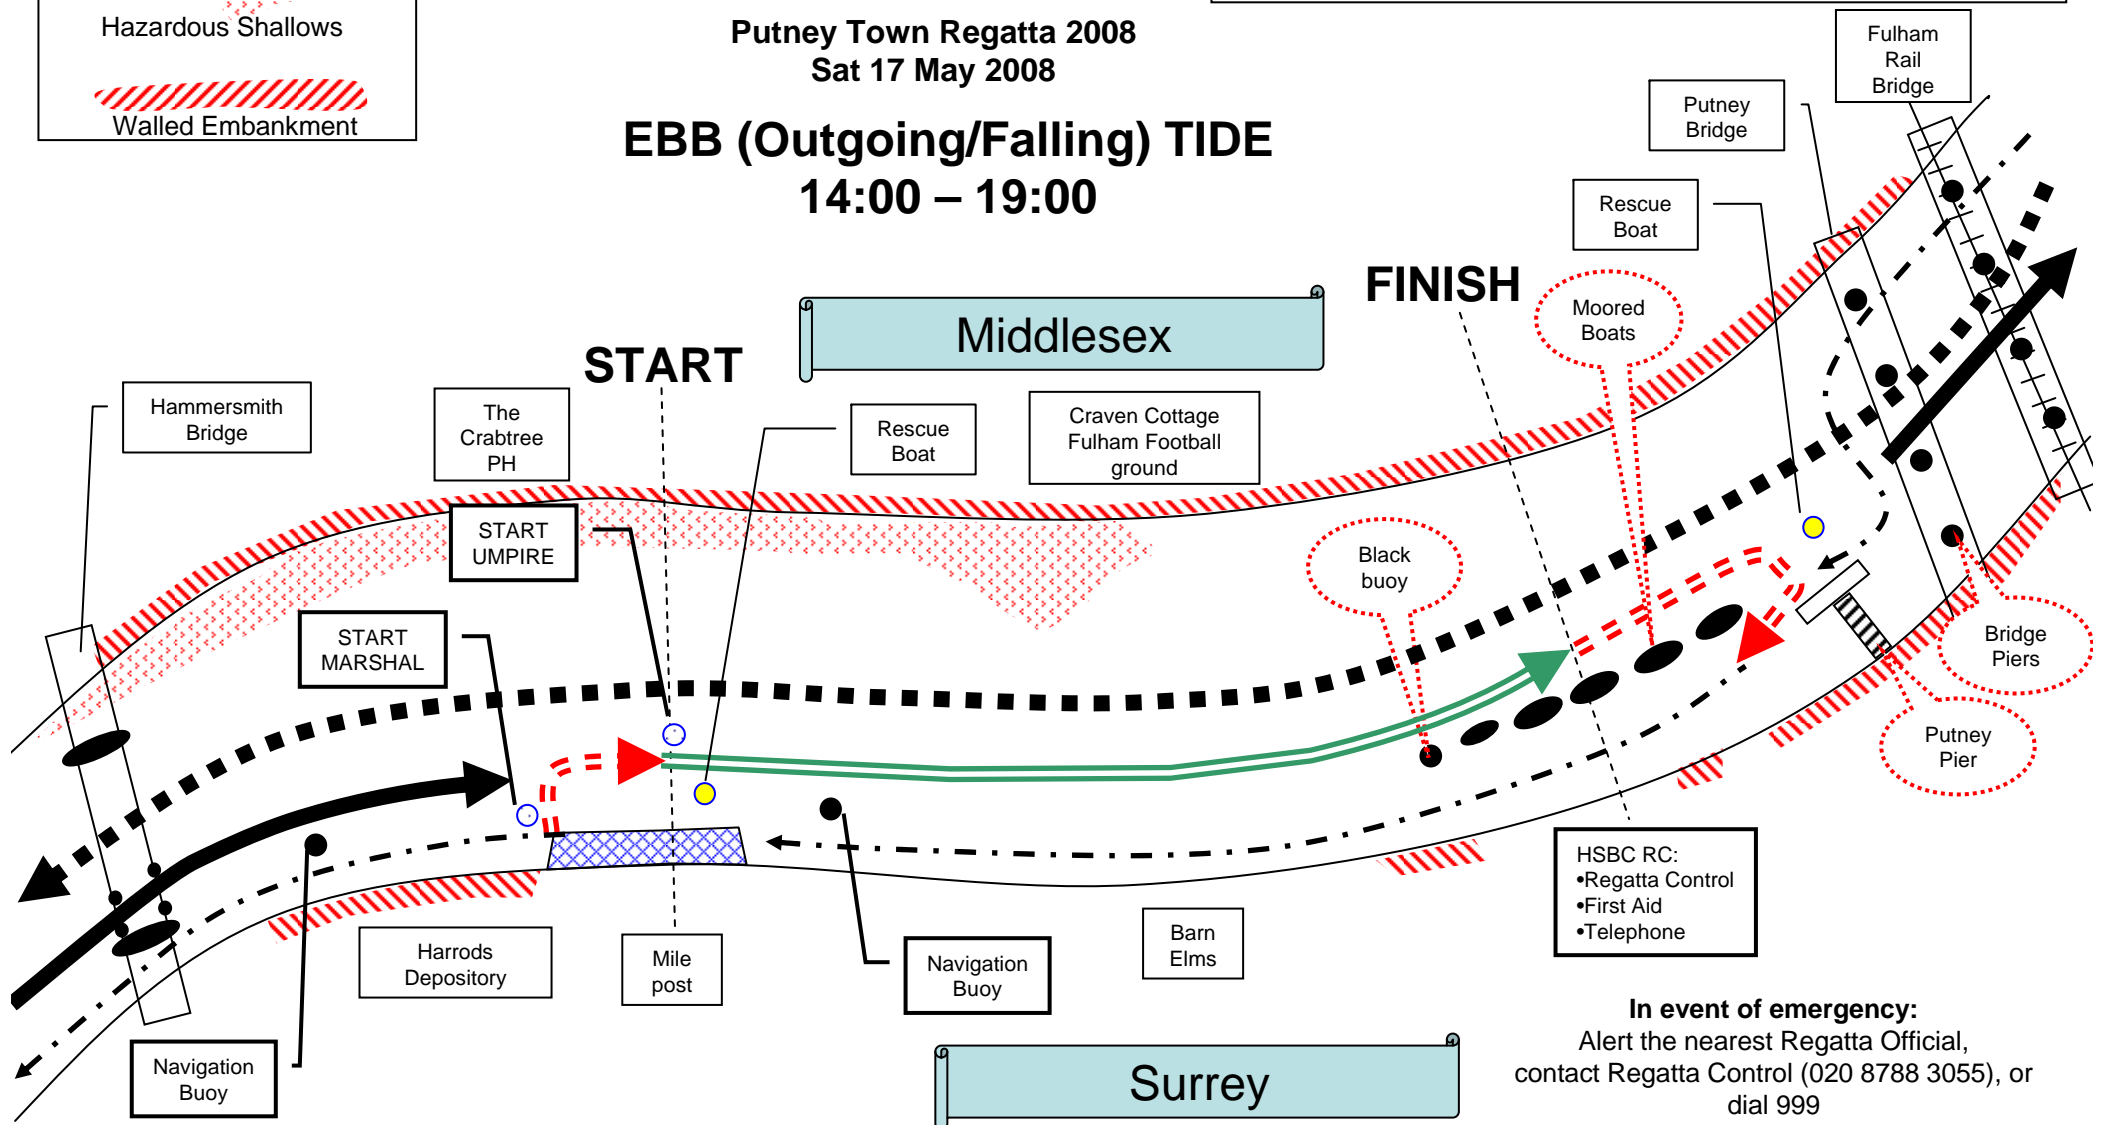 Hazardous Shallows
Walled Embankment
Putney Town Regatta 2008
Sat 17 May 2008
EBB (Outgoing/Falling) TIDE
14:00 – 19:00
Fulham
Rail
Bridge
Putney
Bridge
Rescue
Boat
FINISH
Moored
Boats
Middlesex
START
Hammersmith
Bridge
The
Crabtree
PH
Rescue
Boat
Craven Cottage
Fulham Football
ground
START
UMPIRE
Black
buoy
START
MARSHAL
Bridge
Piers
Putney
Pier
HSBC RC:
•Regatta Control
•First Aid
•Telephone
Harrods
Depository
Mile
post
Navigation
Buoy
Barn
Elms
Navigation
Buoy
Surrey
In event of emergency:
Alert the nearest Regatta Official,
contact Regatta Control (020 8788 3055), or
dial 999